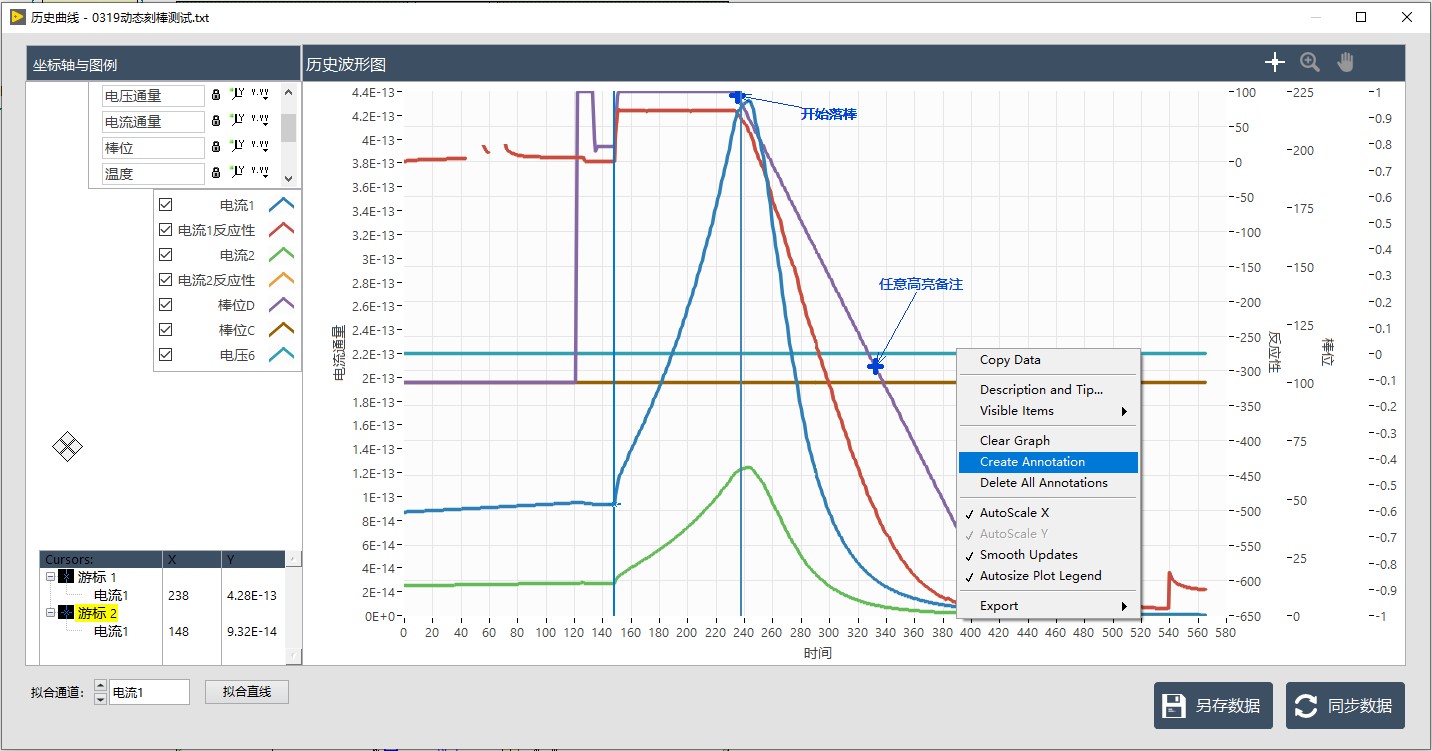 历史曲线 - 0319动态刻棒测试.txt
坐标轴与图例
历史波形图
电压通量
电流通量
棒位
温度
电流1
电流1反应性
电流2
电流2反应性
棒位D
棒位C
电压6
Cursors: X Y
游标 1
电流1 238 4.28E-13
游标 2
电流1 148 9.32E-14
电流通量
4.4E-13
4.2E-13
4E-13
3.8E-13
3.6E-13
3.4E-13
3.2E-13
3E-13
2.8E-13
2.6E-13
2.4E-13
2.2E-13
2E-13
1.8E-13
1.6E-13
1.4E-13
1.2E-13
1E-13
8E-14
6E-14
4E-14
2E-14
0E+0
开始落棒
任意高亮备注
Copy Data
Description and Tip...
Visible Items
Clear Graph
Create Annotation
Delete All Annotations
AutoScale X
AutoScale Y
Smooth Updates
Autosize Plot Legend
Export
100
50
0
-50
-100
-150
-200
-250
-300
-350
-400
-450
-500
-550
-600
-650
反应性
225
200
175
150
125
100
75
50
25
0
棒位
1
0.9
0.8
0.7
0.6
0.5
0.4
0.3
0.2
0.1
0
-0.1
-0.2
-0.3
-0.4
-0.5
-0.6
-0.7
-0.8
-0.9
-1
0 20 40 60 80 100 120 140 160 180 200 220 240 260 280 300 320 340 360 380 400 420 440 460 480 500 520 540 560 580
时间
拟合通道: 电流1 拟合直线
另存数据
同步数据